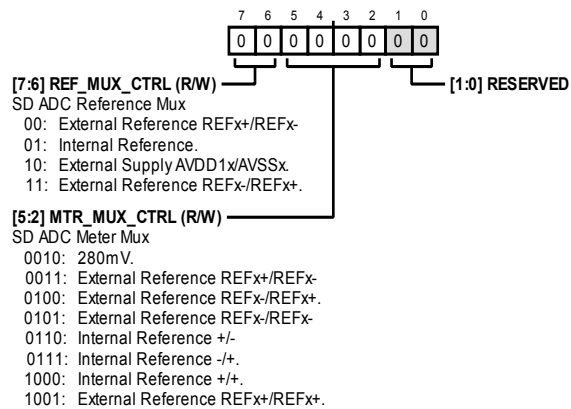 7 6 5 4 3 2 1 0
0 0 0 0 0 0 0 0
[7:6] REF_MUX_CTRL (R/W) [1:0] RESERVED
SD ADC Reference Mux
00: External Reference REFx+/REFx-
01: Internal Reference.
10: External Supply AVDD1x/AVSSx.
11: External Reference REFx-/REFx+.
[5:2] MTR_MUX_CTRL (R/W)
SD ADC Meter Mux
0010: 280mV.
0011: External Reference REFx+/REFx-
0100: External Reference REFx-/REFx+.
0101: External Reference REFx-/REFx-
0110: Internal Reference +/-
0111: Internal Reference -/+.
1000: Internal Reference +/+.
1001: External Reference REFx+/REFx+.